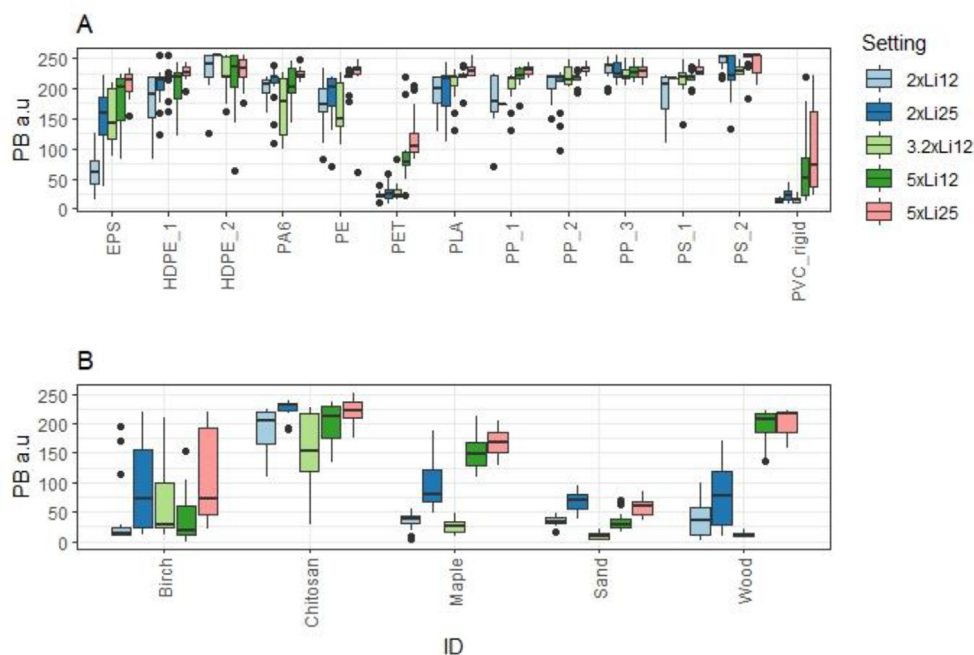 A
PB a.u
250
200
150
100
50
0
EPS
HDPE_1
HDPE_2
PA6
PE
PET
PLA
PP_1
PP_2
PP_3
PS_1
PS_2
PVC_rigid
Setting
2xLi12
2xLi25
3.2xLi12
5xLi12
5xLi25
B
PB a.u
250
200
150
100
50
0
Birch
Chitosan
Maple
Sand
Wood
ID